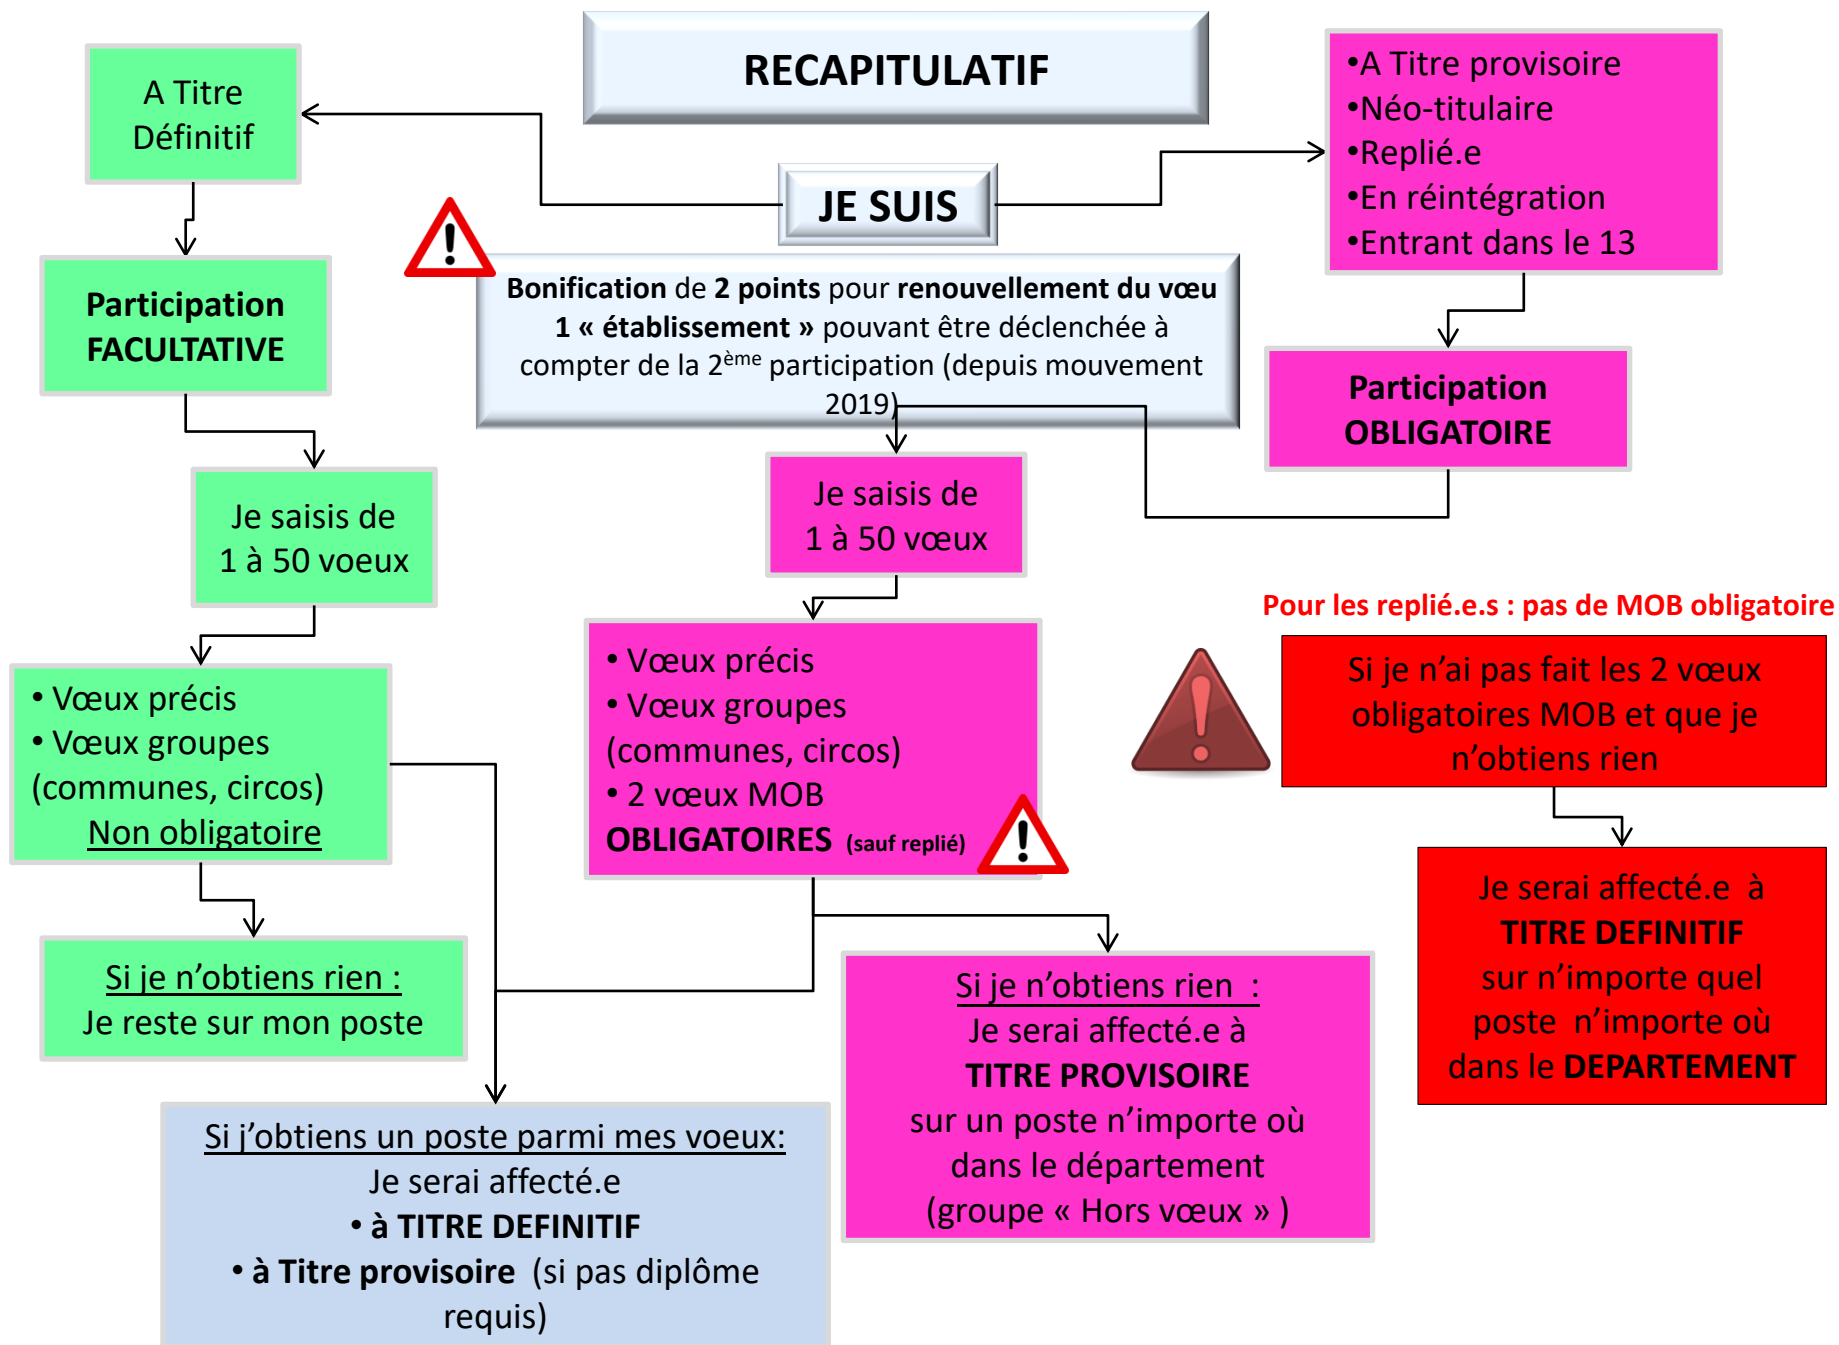 RECAPITULATIF
A Titre
Définitif
•A Titre provisoire
•Néo-titulaire
•Replié.e
•En réintégration
•Entrant dans le 13
JE SUIS
!
Bonification de 2 points pour renouvellement du vœu
1 « établissement » pouvant être déclenchée à
compter de la 2ème participation (depuis mouvement
2019)
Participation
FACULTATIVE
Participation
OBLIGATOIRE
Je saisis de
1 à 50 voeux
Je saisis de
1 à 50 vœux
• Vœux précis
• Vœux groupes
(communes, circos)
Non obligatoire
• Vœux précis
• Vœux groupes
(communes, circos)
• 2 vœux MOB
OBLIGATOIRES (sauf replié)
!
Pour les replié.e.s : pas de MOB obligatoire
!
Si je n’ai pas fait les 2 vœux
obligatoires MOB et que je
n’obtiens rien
Je serai affecté.e à
TITRE DEFINITIF
sur n’importe quel
poste n’importe où
dans le DEPARTEMENT
Si je n’obtiens rien :
Je reste sur mon poste
Si je n’obtiens rien :
Je serai affecté.e à
TITRE PROVISOIRE
sur un poste n’importe où
dans le département
(groupe « Hors vœux » )
Si j’obtiens un poste parmi mes voeux:
Je serai affecté.e
• à TITRE DEFINITIF
• à Titre provisoire (si pas diplôme
requis)